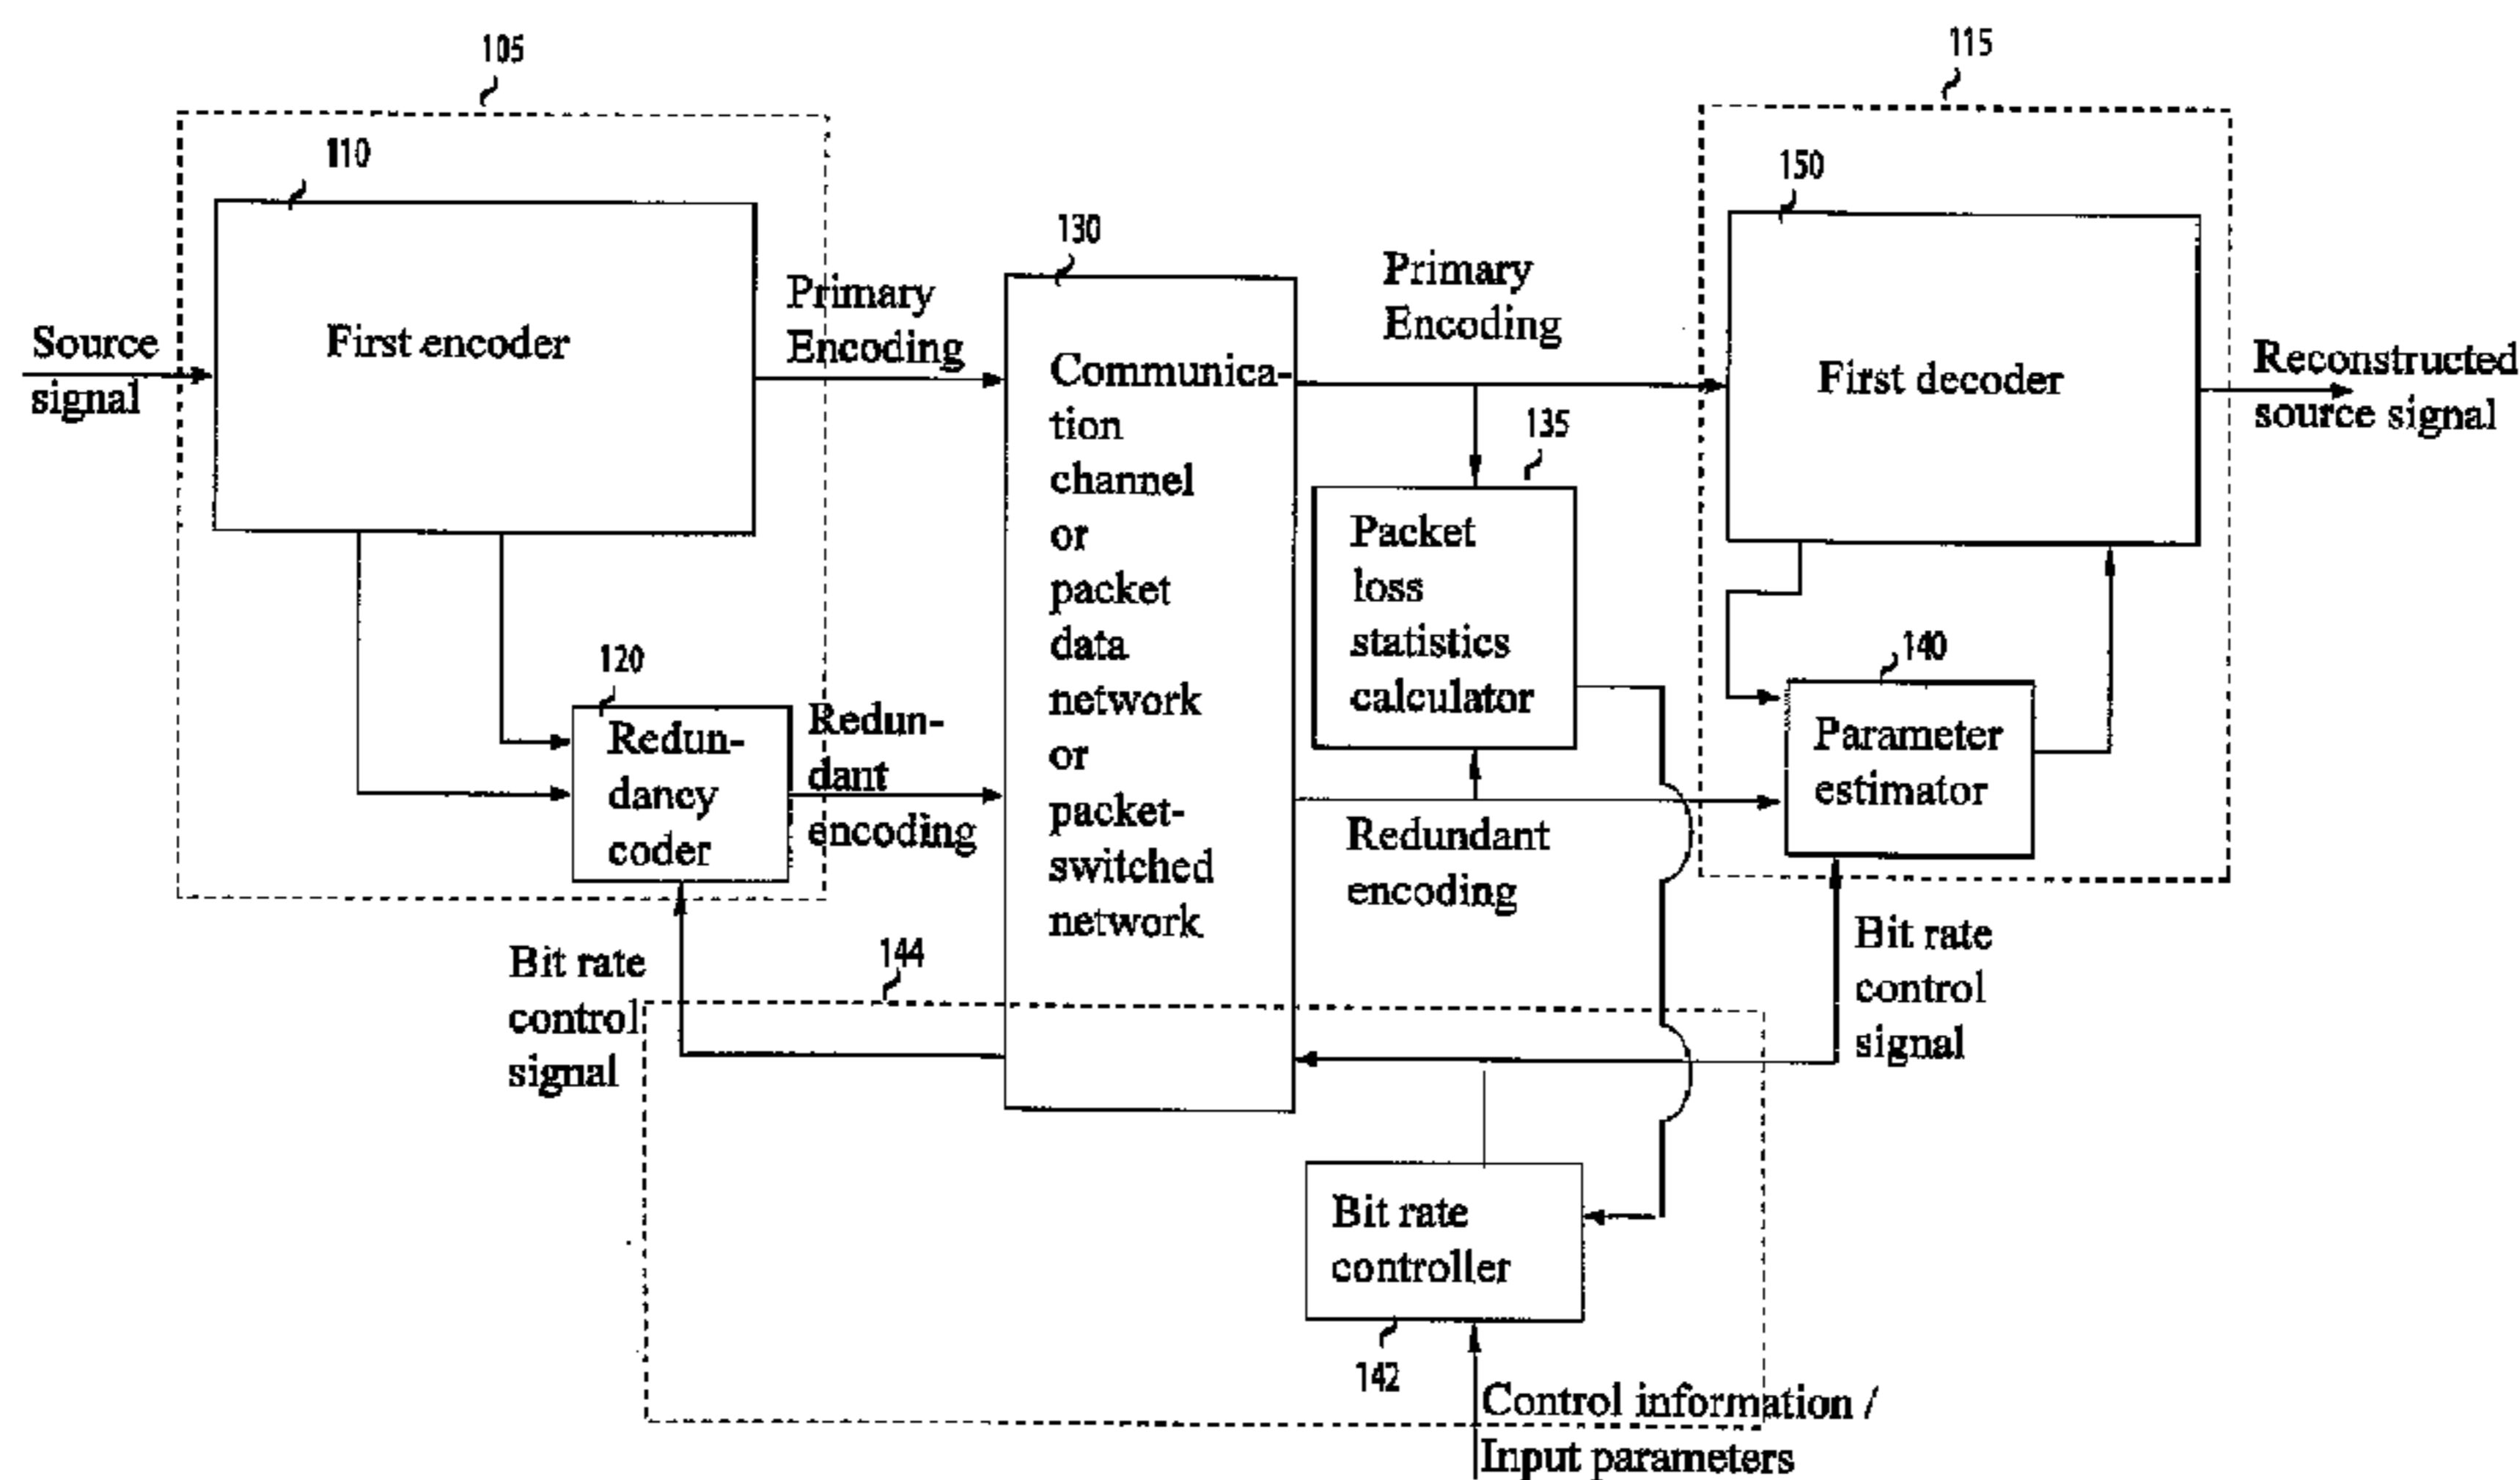 105
115
110
150
130
Source
signal
First encoder
Primary
Encoding
Communica-
tion
channel
or
packet
data
network
or
packet-
switched
network
Primary
Encoding
First decoder
Reconstructed
source signal
135
Packet
loss
statistics
calculator
120
Redun-
dancy
coder
Redun-
dant
encoding
140
Parameter
estimator
Redundant
encoding
Bit rate
control
signal
144
Bit rate
control
signal
Bit rate
controller
142
Control information /
Input parameters